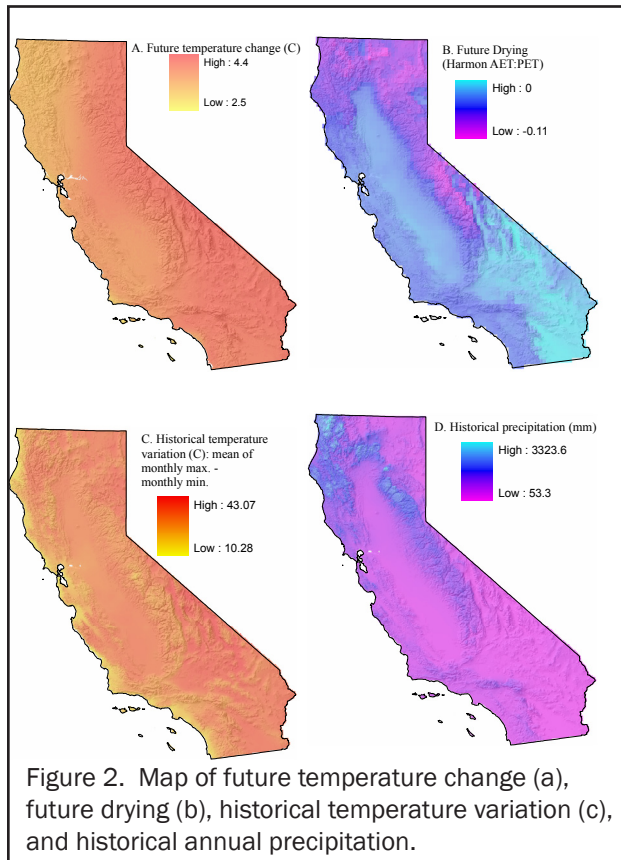 A. Future temperature change (C)
High : 4.4
Low : 2.5
B. Future Drying
(Harmon AET:PET)
High : 0
Low : -0.11
C. Historical temperature
variation (C): mean of
monthly max. -
monthly min.
High : 43.07
Low : 10.28
D. Historical precipitation (mm)
High : 3323.6
Low : 53.3
Figure 2. Map of future temperature change (a),
future drying (b), historical temperature variation (c),
and historical annual precipitation.